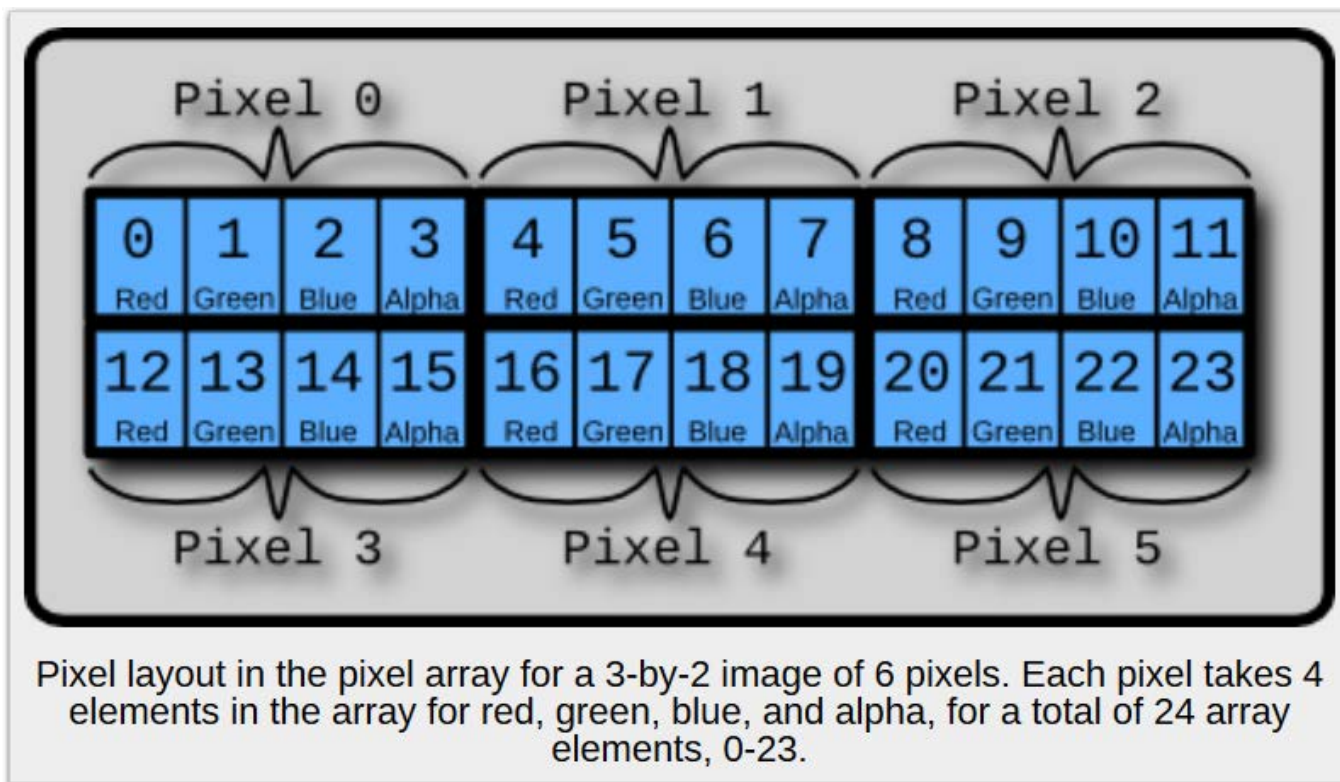 Pixel 0 Pixel 1 Pixel 2
0 1 2 3 4 5 6 7 8 9 10 11
Red Green Blue Alpha Red Green Blue Alpha Red Green Blue Alpha
12 13 14 15 16 17 18 19 20 21 22 23
Red Green Blue Alpha Red Green Blue Alpha Red Green Blue Alpha
Pixel 3 Pixel 4 Pixel 5
Pixel layout in the pixel array for a 3-by-2 image of 6 pixels. Each pixel takes 4
elements in the array for red, green, blue, and alpha, for a total of 24 array
elements, 0-23.